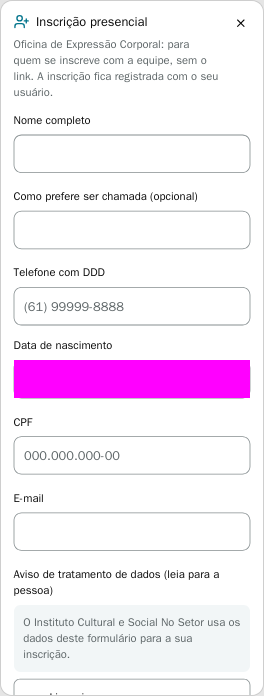 Inscrição presencial
Oficina de Expressão Corporal: para
quem se inscreve com a equipe, sem o
link. A inscrição fica registrada com o seu
usuário.
Nome completo
Como prefere ser chamada (opcional)
Telefone com DDD
(61) 99999-8888
Data de nascimento
CPF
000.000.000-00
E-mail
Aviso de tratamento de dados (leia para a
pessoa)
O Instituto Cultural e Social No Setor usa os
dados deste formulário para a sua
inscrição.